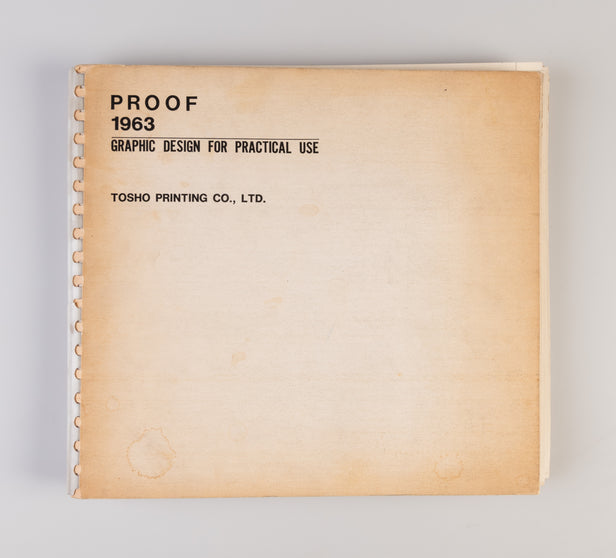 PROOF
1963
GRAPHIC DESIGN FOR PRACTICAL USE
TOSHO PRINTING CO., LTD.